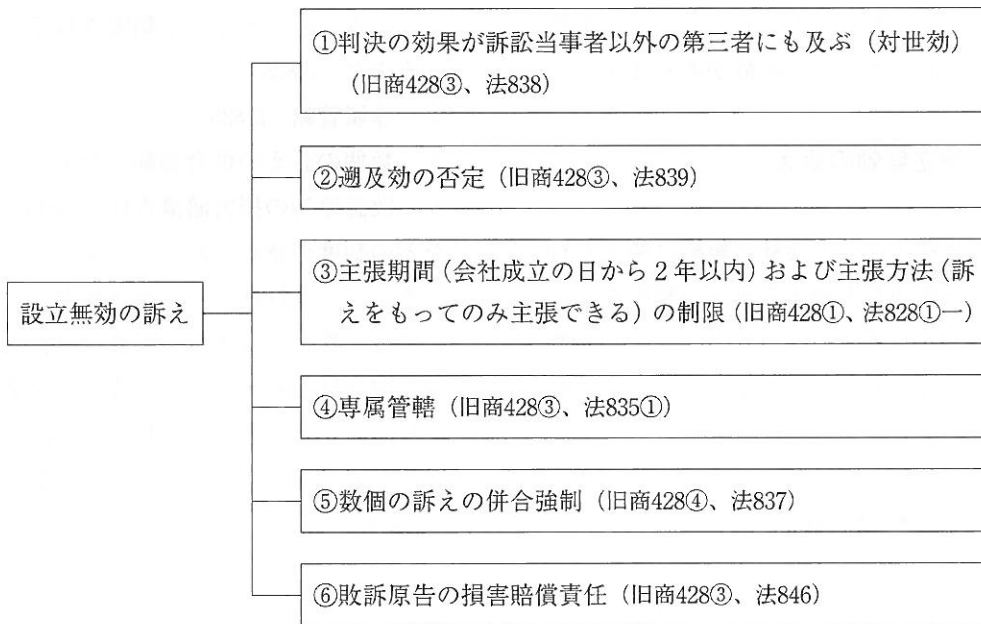 設立無効の訴え
①判決の効果が訴訟当事者以外の第三者にも及ぶ（対世効）
（旧商428③、法838）
②遡及効の否定（旧商428③、法839）
③主張期間（会社成立の日から２年以内）および主張方法（訴
えをもってのみ主張できる）の制限（旧商428①、法828①一）
④専属管轄（旧商428③、法835①）
⑤数個の訴えの併合強制（旧商428④、法837）
⑥敗訴原告の損害賠償責任（旧商428③、法846）